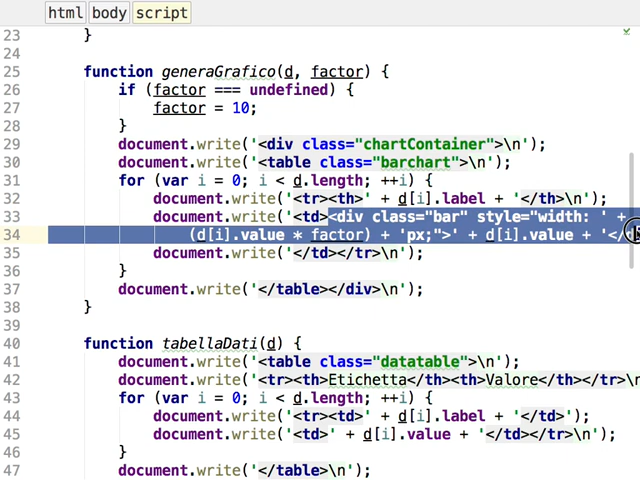 html body script
23 }
24
25 function generaGrafico(d, factor) {
26 if (factor === undefined) {
27 factor = 10;
28 }
29 document.write('<div class="chartContainer">\n');
30 document.write('<table class="barchart">\n');
31 for (var i = 0; i < d.length; ++i) {
32 document.write('<tr><th>' + d[i].label + '</th>\n');
33 document.write('<td><div class="bar" style="width: ' +
34 (d[i].value * factor) + 'px;">' + d[i].value + '</
35 '</td></tr>\n');
36 }
37 document.write('</table></div>\n');
38 }
39
40 function tabellaDati(d) {
41 document.write('<table class="datatable">\n');
42 document.write('<tr><th>Etichetta</th><th>Valore</th></tr>\n
43 for (var i = 0; i < d.length; ++i) {
44 document.write('<tr><td>' + d[i].label + '</td>');
45 document.write('<td>' + d[i].value + '</td></tr>\n');
46 }
47 document.write('</table>\n');